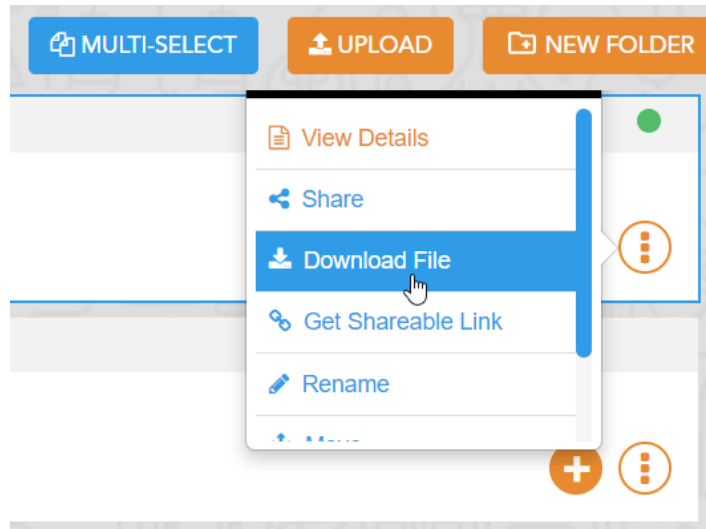 MULTI-SELECT
UPLOAD
NEW FOLDER
View Details
Share
Download File
Get Shareable Link
Rename